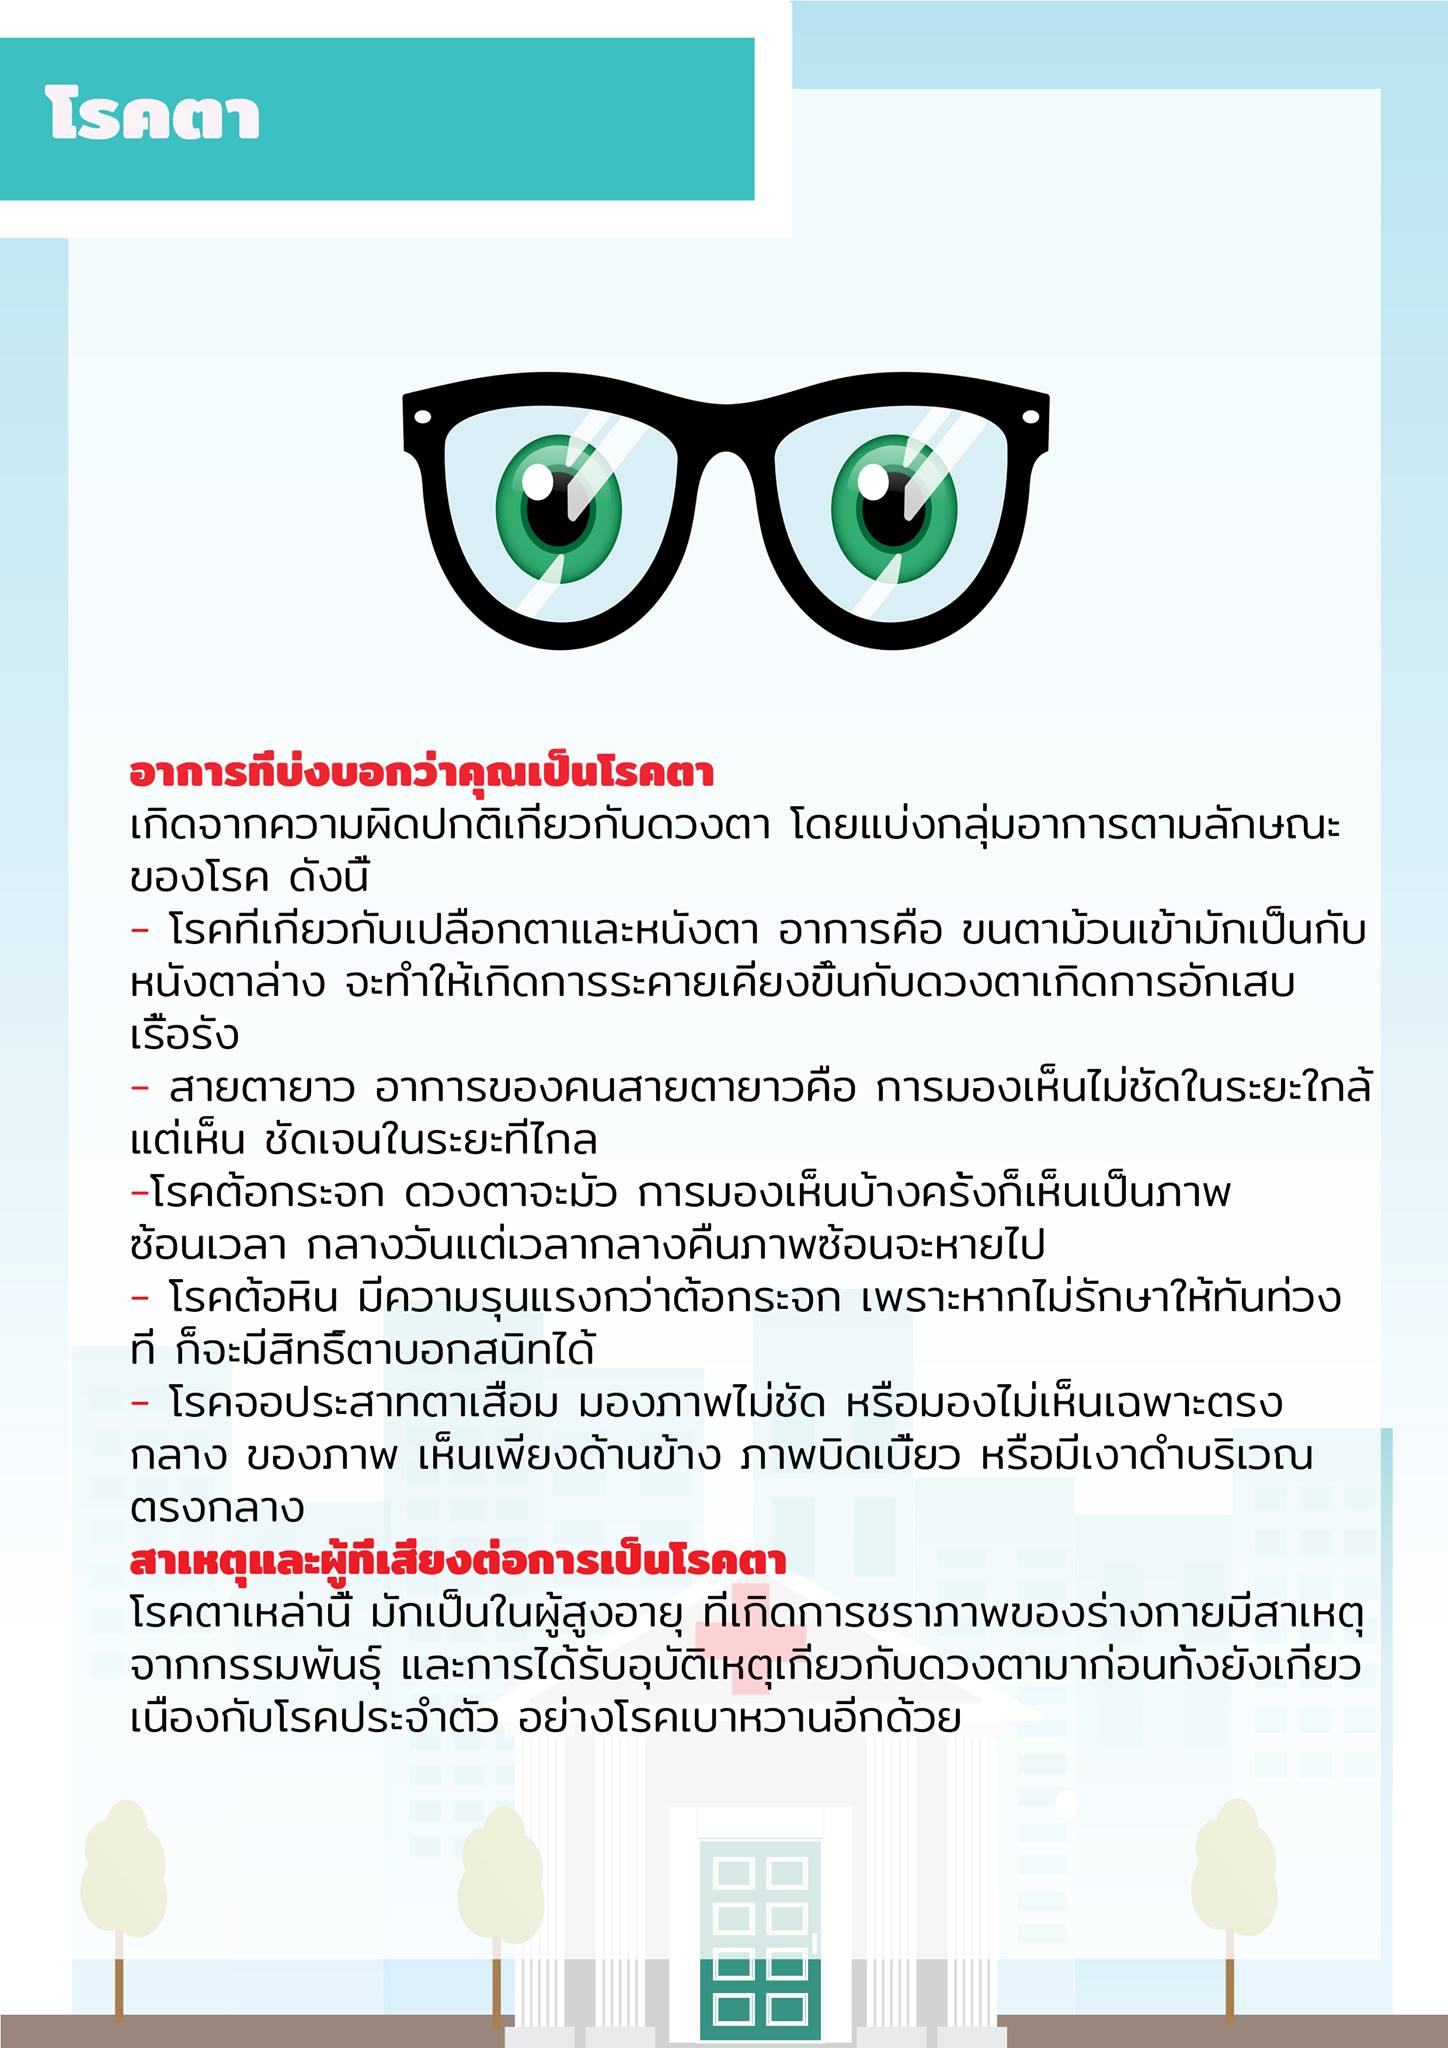 โรคตา
อาการที่บ่งบอกว่าคุณเป็นโรคตา
เกิดจากความผิดปกติเกี่ยวกับดวงตา โดยแบ่งกลุ่มอาการตามลักษณะ
ของโรค ดังนี้
- โรคที่เกี่ยวกับเปลือกตาและหนังตา อาการคือ ขนตาม้วนเข้ามักเป็นกับ
หนังตาล่าง จะทำให้เกิดการระคายเคียงขึ้นกับดวงตาเกิดการอักเสบ
เรื้อรัง
- สายตายาว อาการของคนสายตายาวคือ การมองเห็นไม่ชัดในระยะใกล้
แต่เห็น ชัดเจนในระยะที่ไกล
-โรคต้อกระจก ดวงตาจะมัว การมองเห็นบ้างครั้งก็เห็นเป็นภาพ
ซ้อนเวลา กลางวันแต่เวลากลางคืนภาพซ้อนจะหายไป
- โรคต้อหิน มีความรุนแรงกว่าต้อกระจก เพราะหากไม่รักษาให้ทันท่วง
ที ก็จะมีสิทธิ์ตาบอกสนิทได้
- โรคจอประสาทตาเสื่อม มองภาพไม่ชัด หรือมองไม่เห็นเฉพาะตรง
กลาง ของภาพ เห็นเพียงด้านข้าง ภาพบิดเบี้ยว หรือมีเงาดำบริเวณ
ตรงกลาง
สาเหตุและผู้ที่เสี่ยงต่อการเป็นโรคตา
โรคตาเหล่านี้ มักเป็นในผู้สูงอายุ ที่เกิดการชราภาพของร่างกายมีสาเหตุ
จากกรรมพันธุ์ และการได้รับอุบัติเหตุเกี่ยวกับดวงตามาก่อนทั้งยังเกี่ยว
เนื่องกับโรคประจำตัว อย่างโรคเบาหวานอีกด้วย